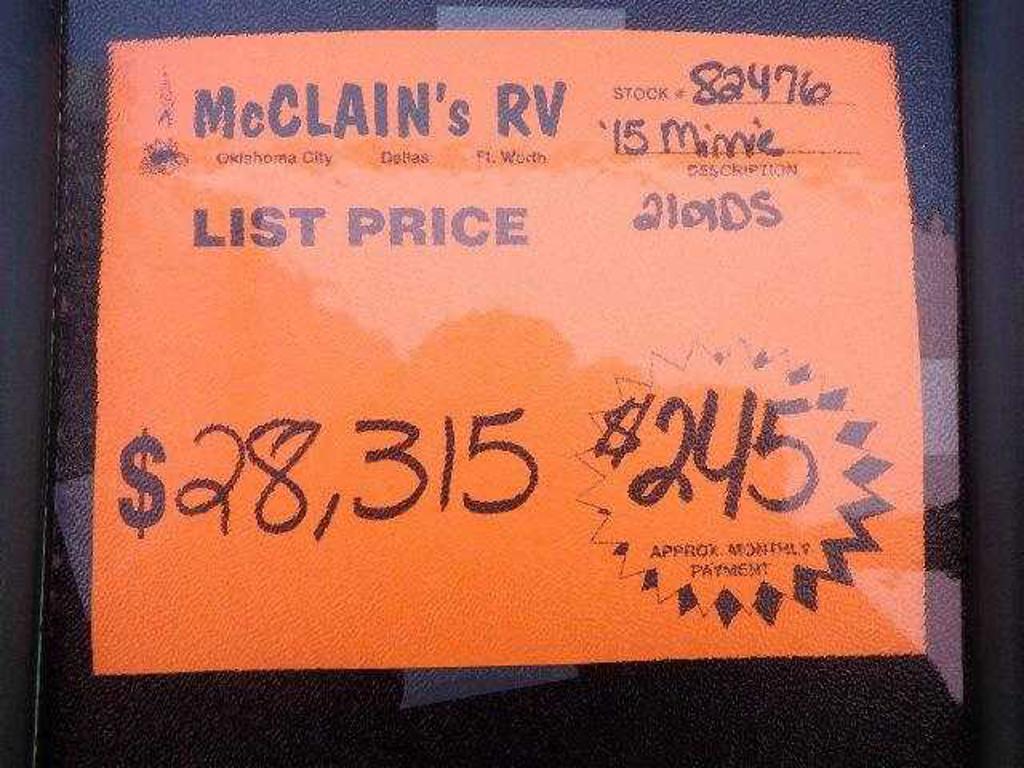 McCLAIN's RV
Oklahoma City Dallas Ft. Worth
STOCK # 82476
'15 Minnie
DESCRIPTION
2101DS
LIST PRICE
$28,315
$245
APPROX. MONTHLY
PAYMENT